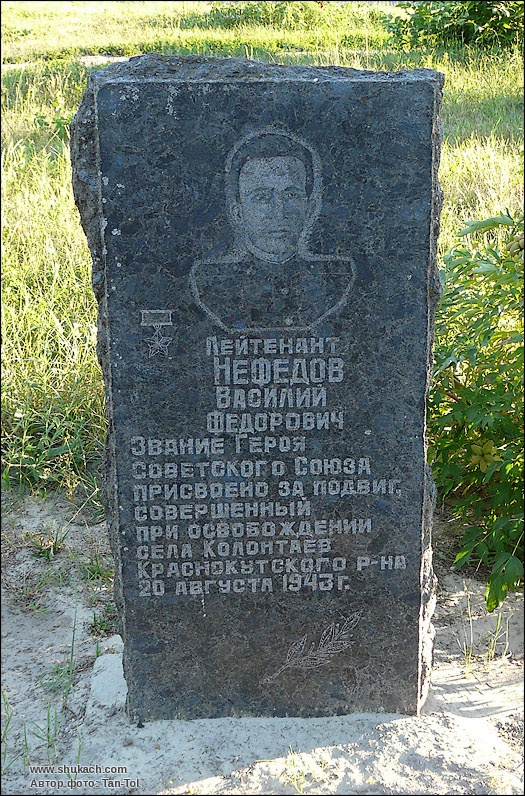 Лейтенант
Нефедов
Василий
Федорович
Звание Героя
Советского Союза
присвоено за подвиг,
совершенный
при освобождении
села Колонтаев
Краснокутского р-на
20 августа 1943 г.
www.shukach.com
Автор фото: Tan-Tol